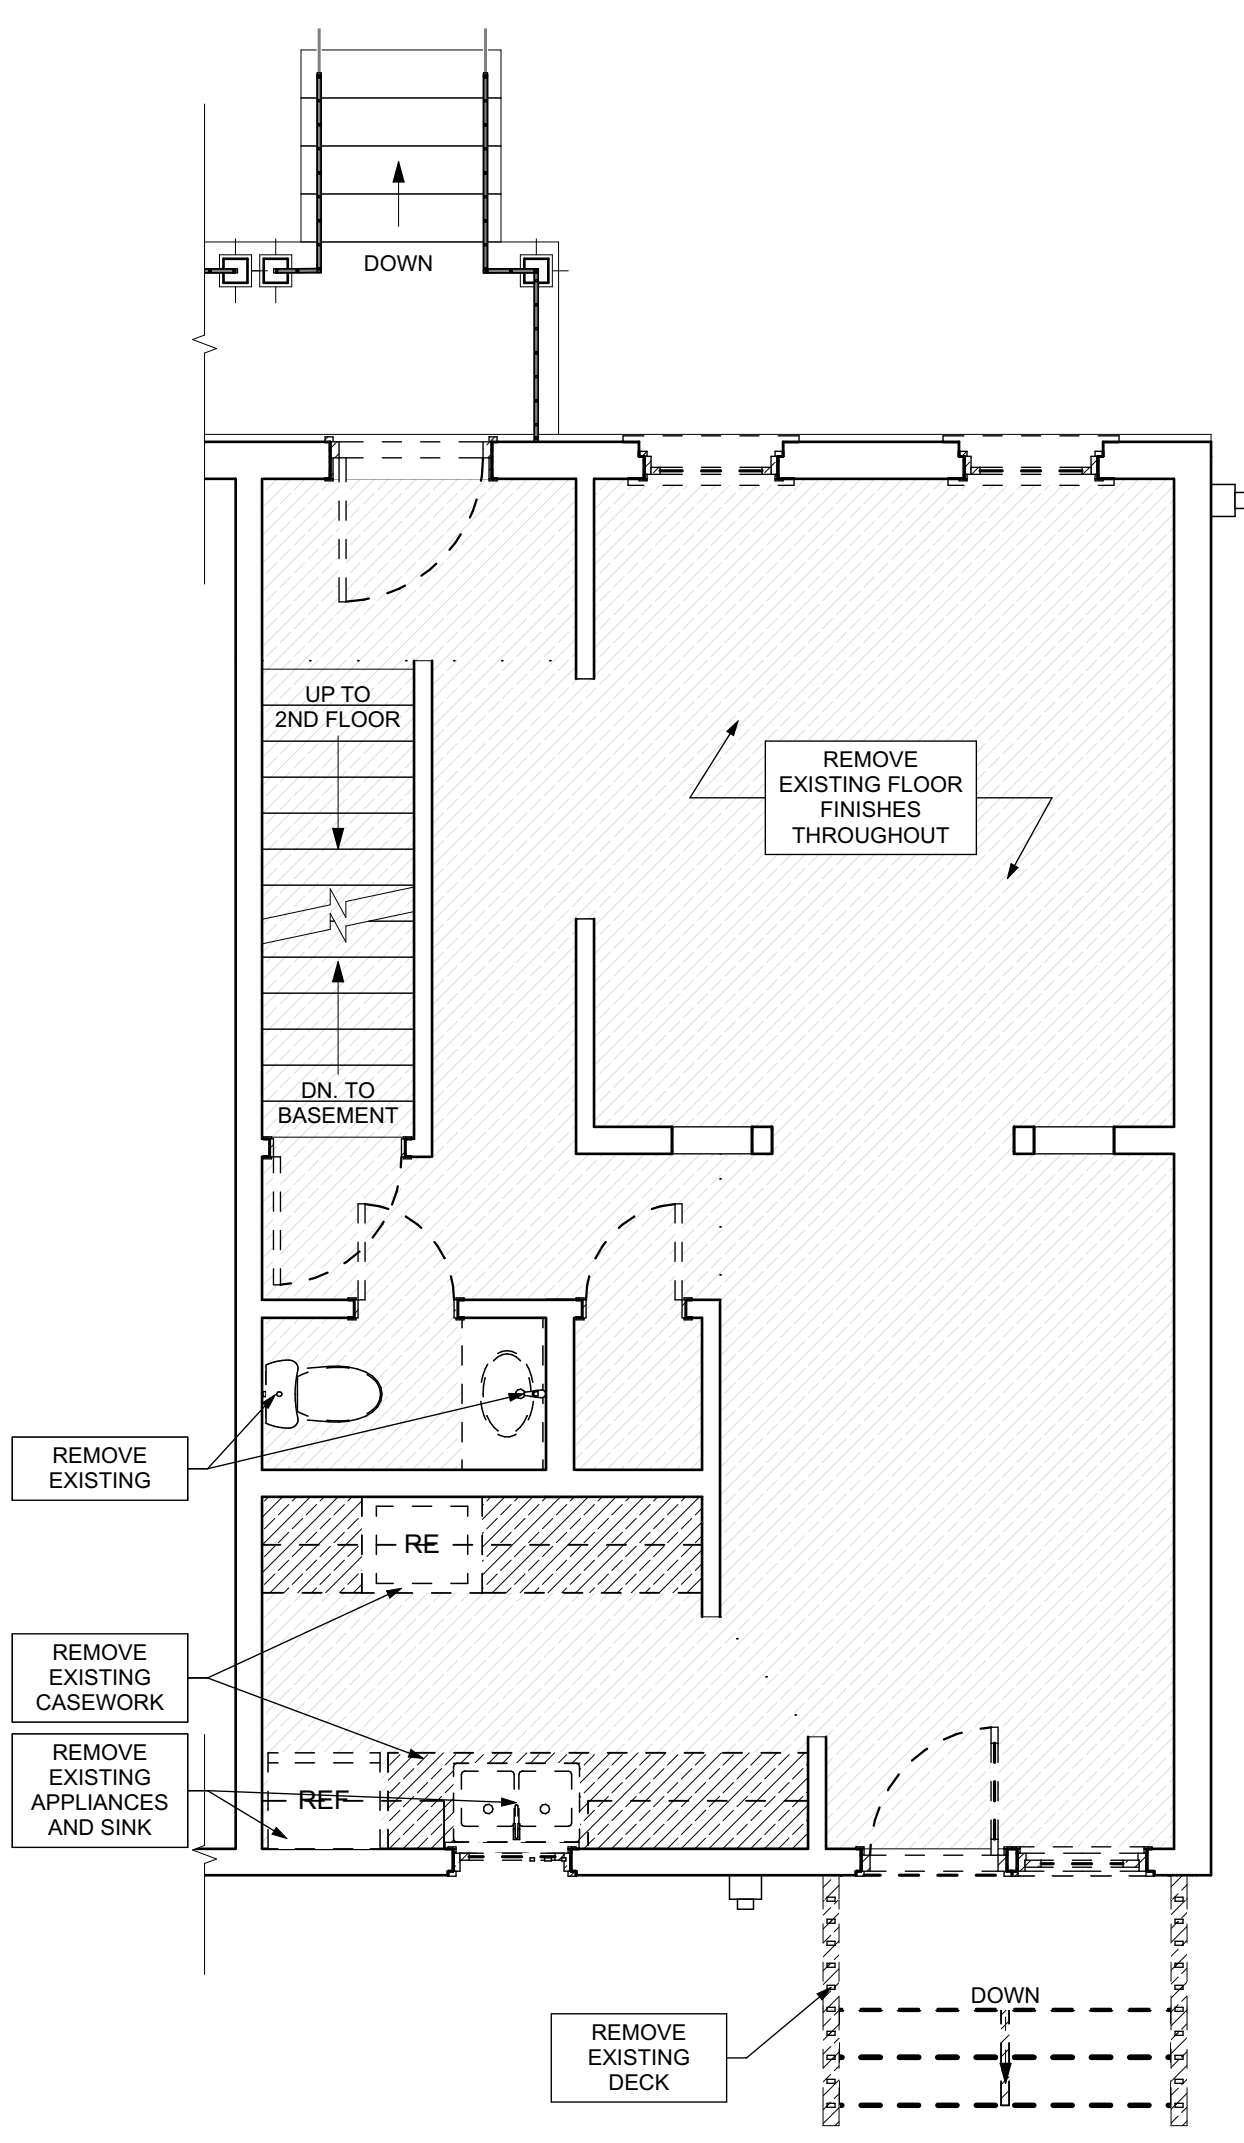 DOWN
UP TO
2ND FLOOR
REMOVE
EXISTING FLOOR
FINISHES
THROUGHOUT
DN. TO
BASEMENT
REMOVE
EXISTING
RE
REMOVE
EXISTING
CASEWORK
REMOVE
EXISTING
APPLIANCES
AND SINK
REF
DOWN
REMOVE
EXISTING
DECK